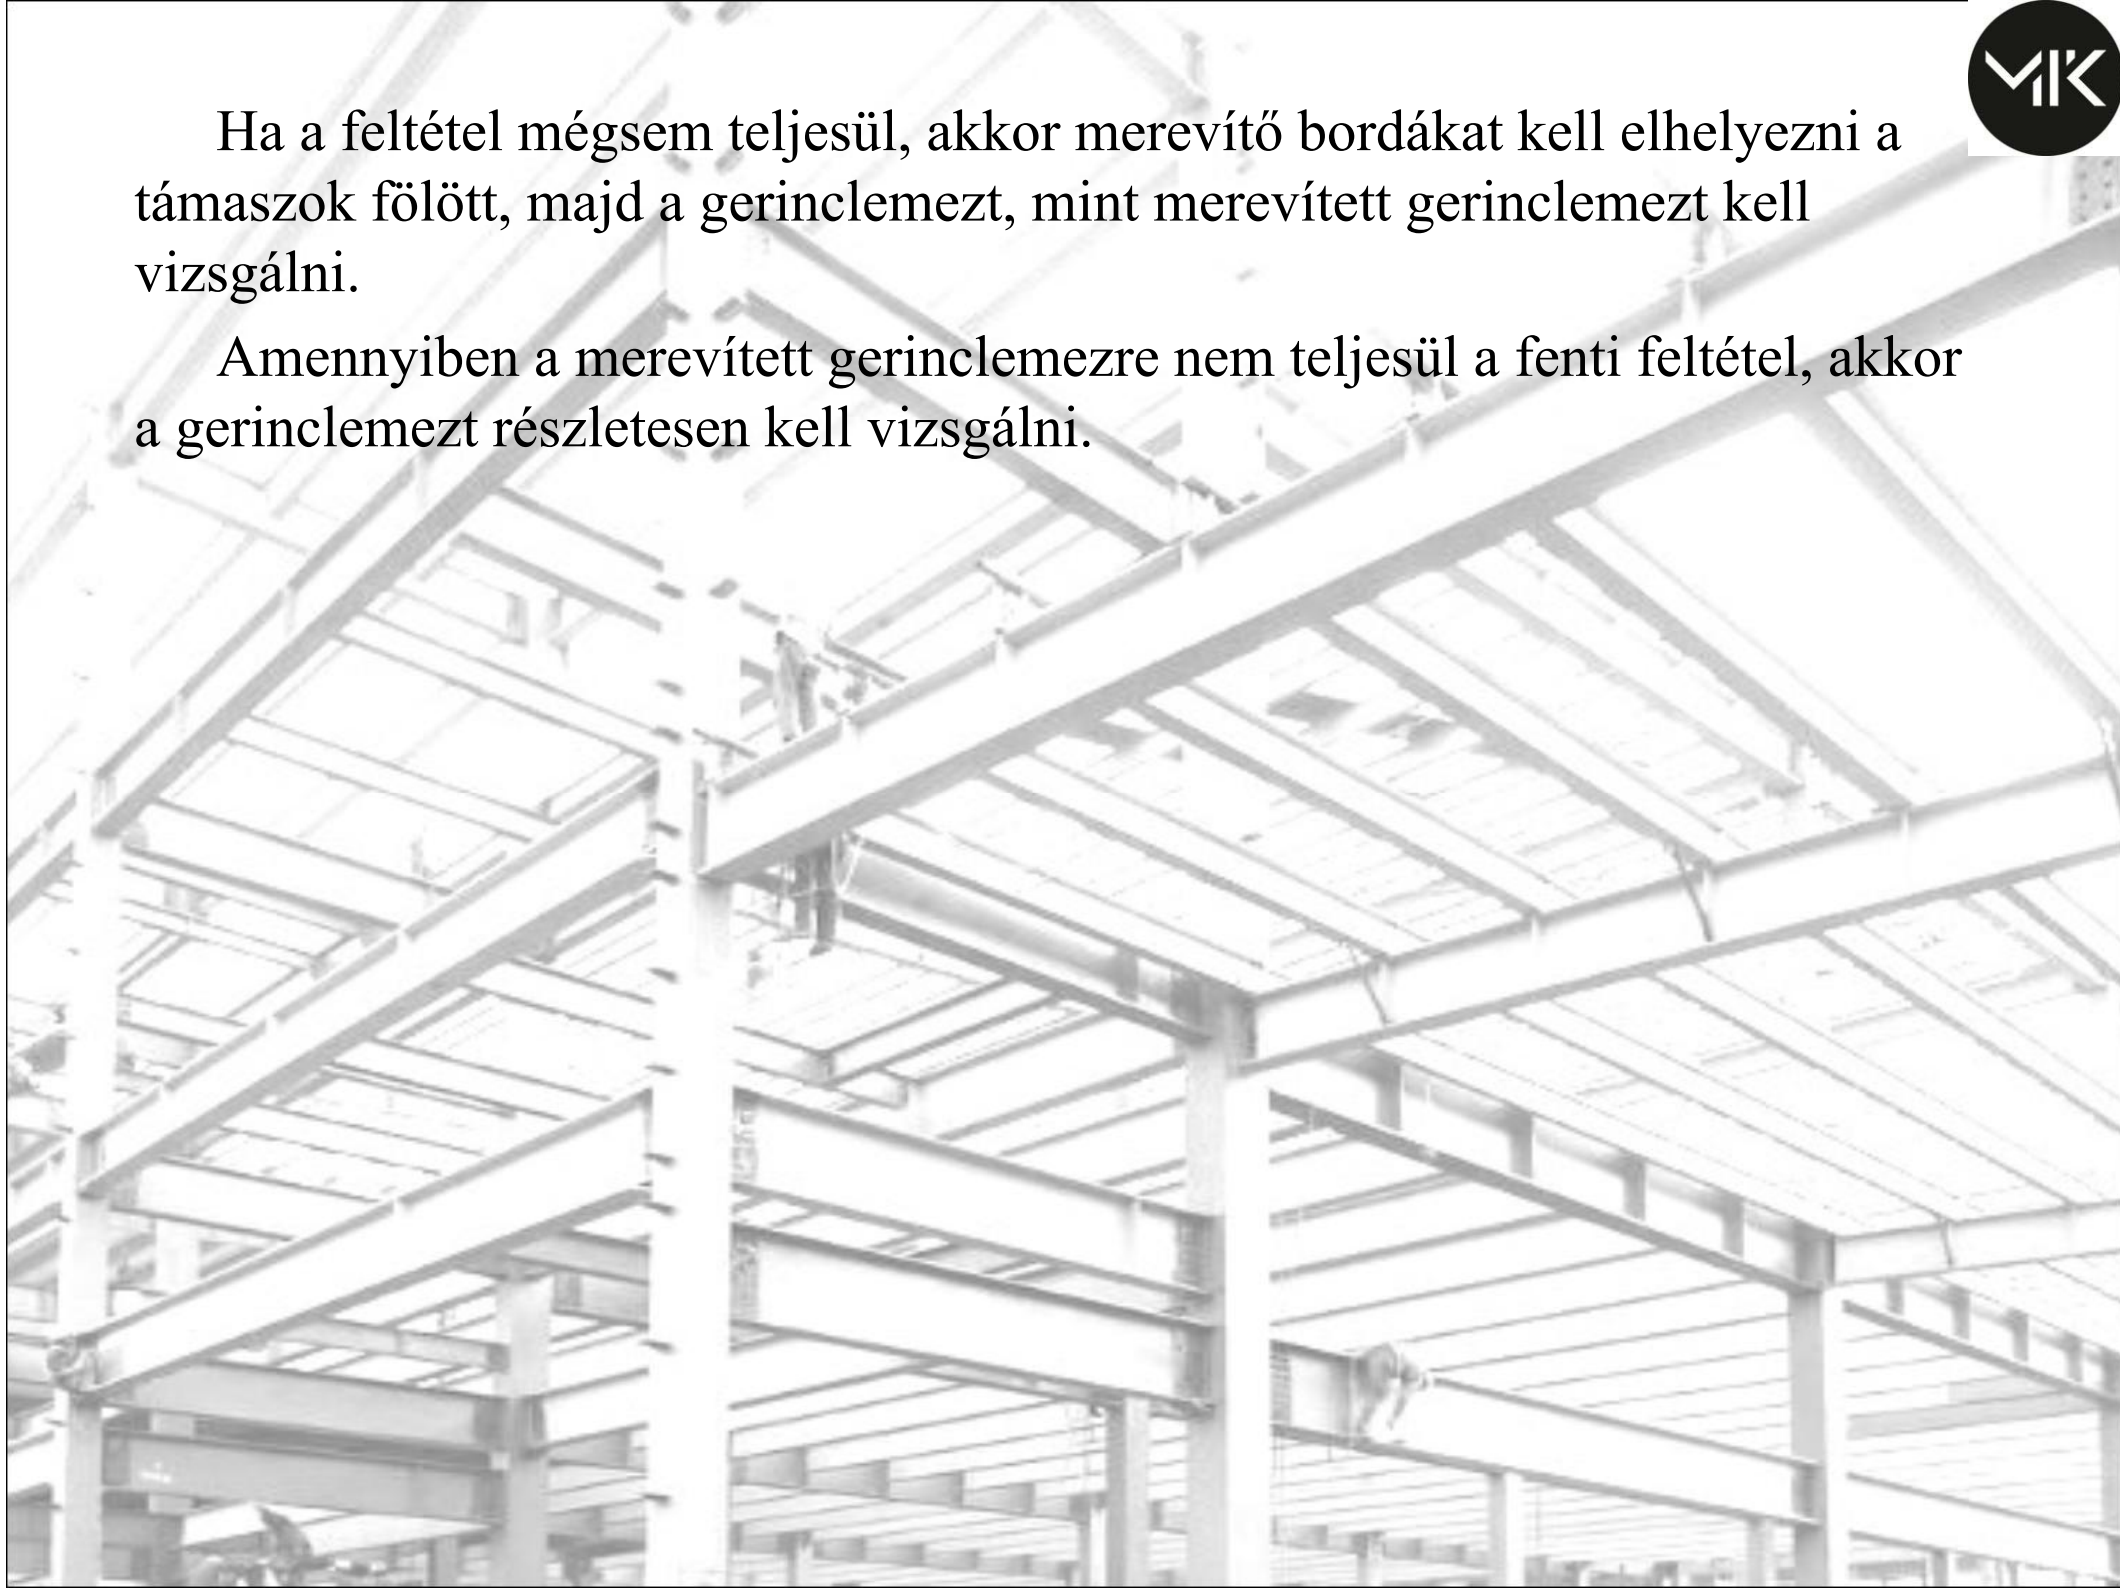 MIK
Ha a feltétel mégsem teljesül, akkor merevítő bordákat kell elhelyezni a
támaszok fölött, majd a gerinclemezt, mint merevített gerinclemezt kell
vizsgálni.
Amennyiben a merevített gerinclemezre nem teljesül a fenti feltétel, akkor
a gerinclemezt részletesen kell vizsgálni.